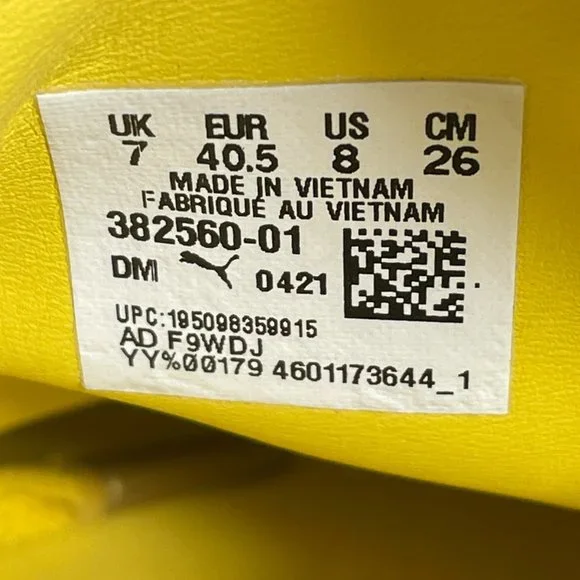 UK EUR US CM
7 40.5 8 26
MADE IN VIETNAM
FABRIQUÉ AU VIETNAM
382560-01
DM 0421
UPC:195098359915
AD F9WDJ
YY%00179 4601173644_1